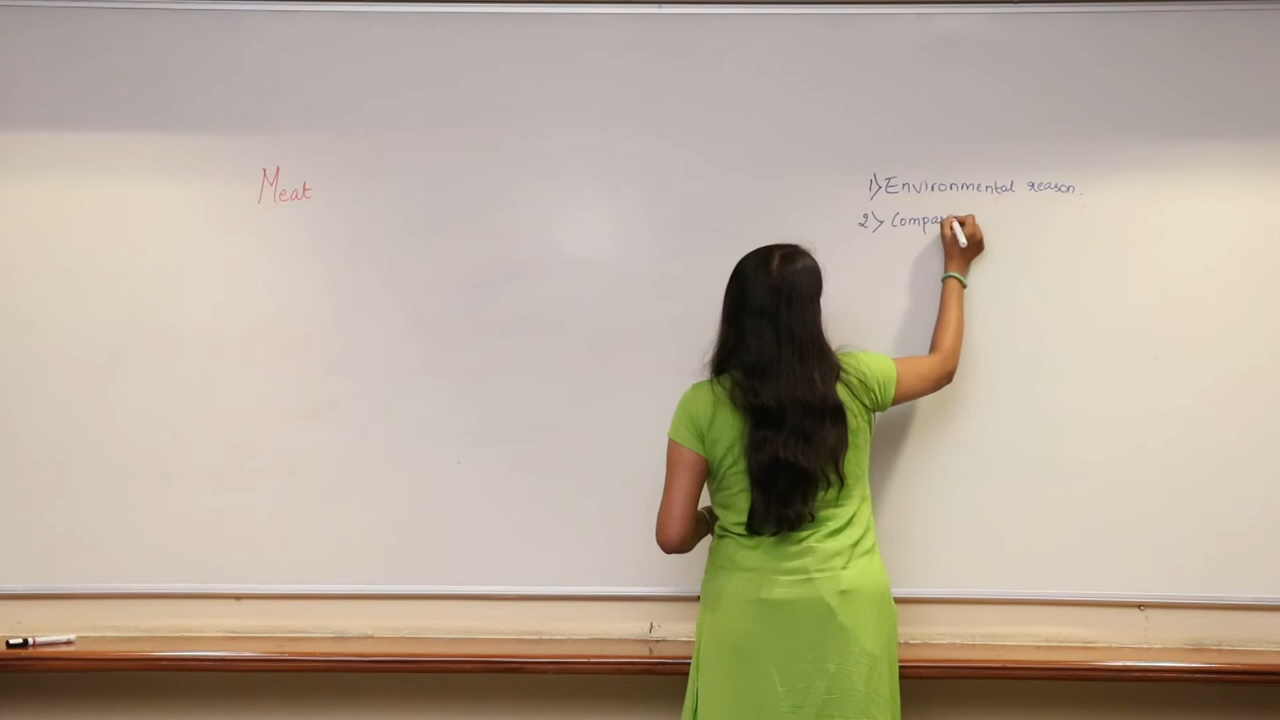 Meat
1) Environmental reason.
2) Compa